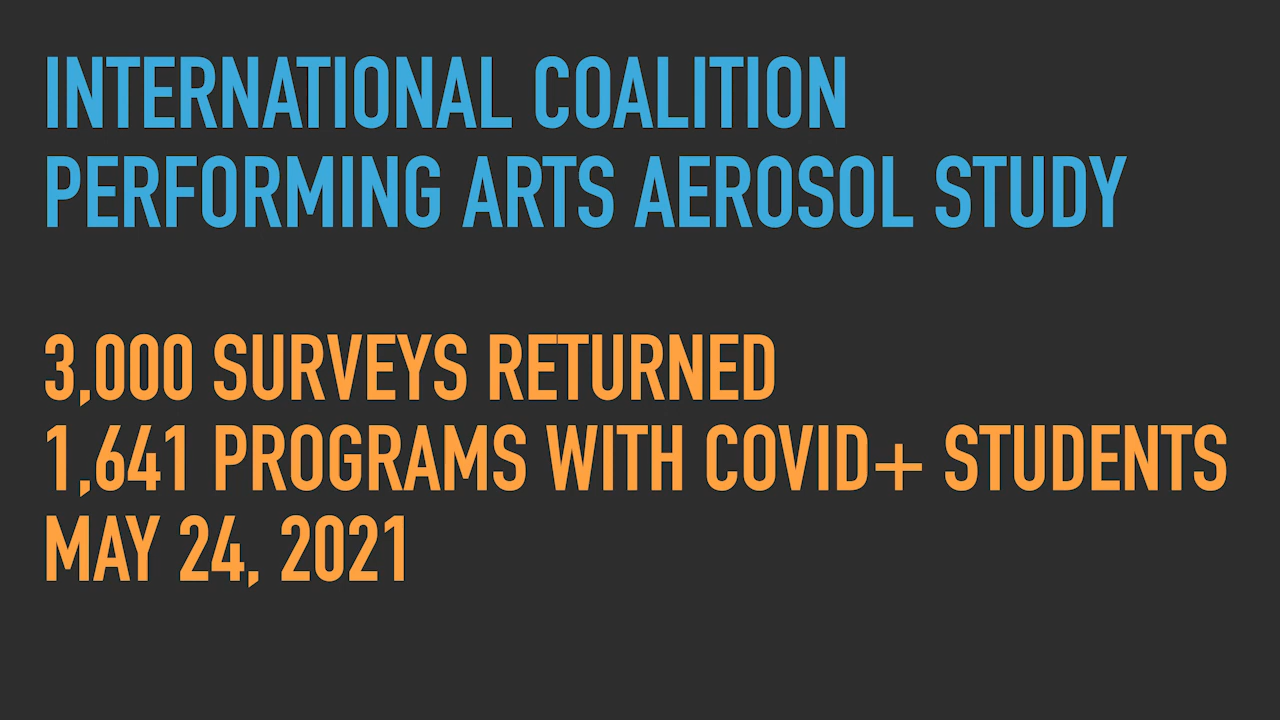 INTERNATIONAL COALITION
PERFORMING ARTS AEROSOL STUDY
3,000 SURVEYS RETURNED
1,641 PROGRAMS WITH COVID+ STUDENTS
MAY 24, 2021